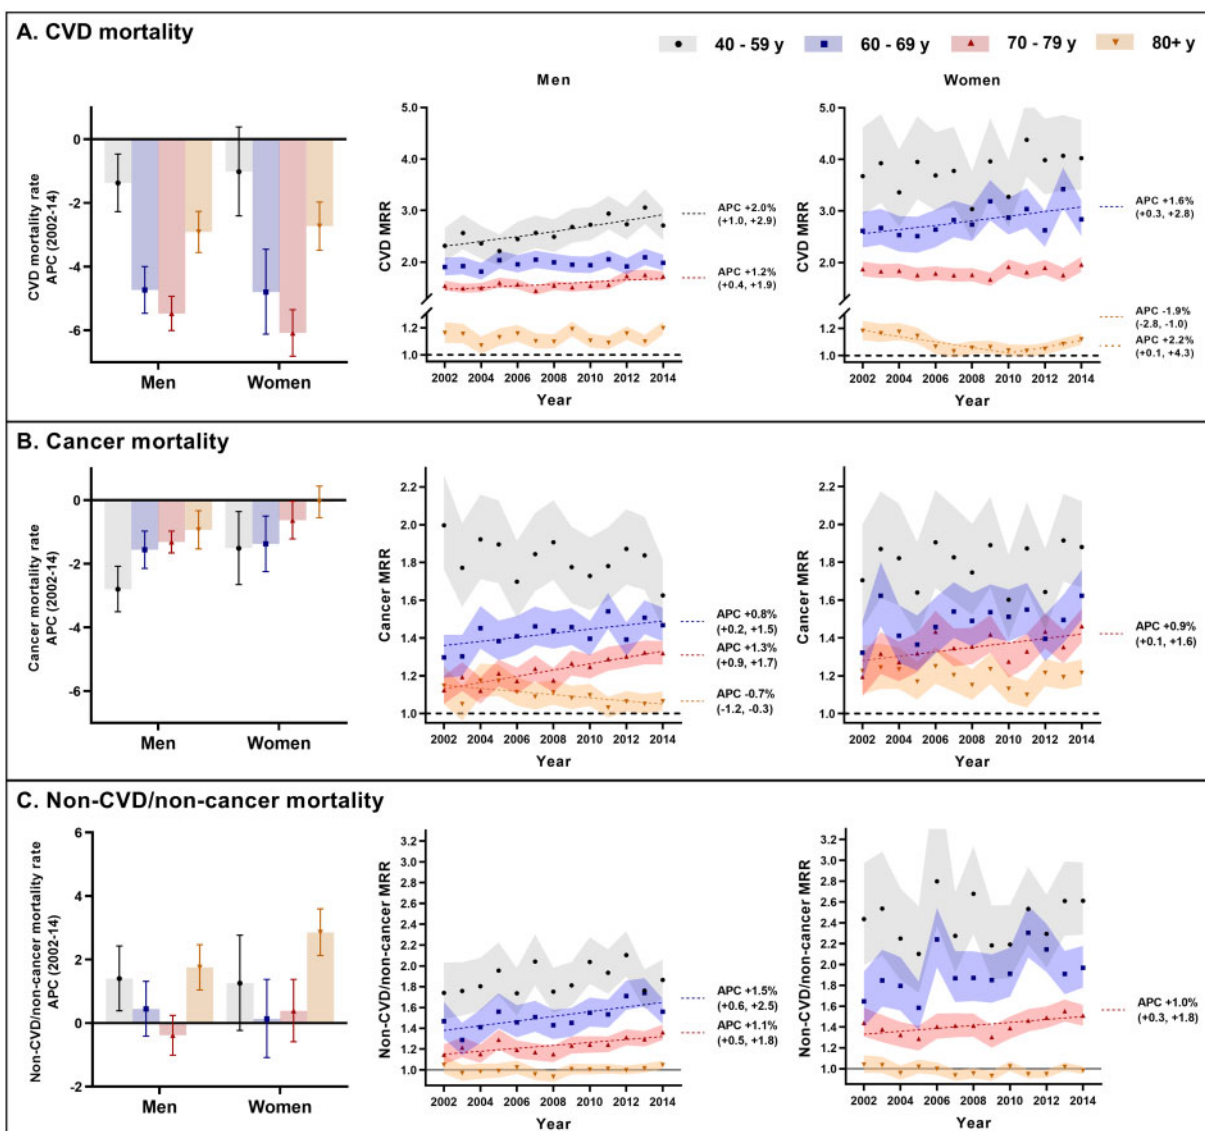 A. CVD mortality
40 - 59 y
60 - 69 y
70 - 79 y
80+ y
CVD mortality rate
APC (2002-14)
0
-2
-4
-6
Men
Women
Men
CVD MRR
5.0
4.0
3.0
2.0
1.2
1.0
2002 2004 2006 2008 2010 2012 2014
Year
APC +2.0%
(+1.0, +2.9)
APC +1.2%
(+0.4, +1.9)
Women
CVD MRR
5.0
4.0
3.0
2.0
1.2
1.0
2002 2004 2006 2008 2010 2012 2014
Year
APC +1.6%
(+0.3, +2.8)
APC -1.9%
(-2.8, -1.0)
APC +2.2%
(+0.1, +4.3)
B. Cancer mortality
Cancer mortality rate
APC (2002-14)
0
-2
-4
-6
Men
Women
Cancer MRR
2.2
2.0
1.8
1.6
1.4
1.2
1.0
2002 2004 2006 2008 2010 2012 2014
Year
APC +0.8%
(+0.2, +1.5)
APC +1.3%
(+0.9, +1.7)
APC -0.7%
(-1.2, -0.3)
Cancer MRR
2.2
2.0
1.8
1.6
1.4
1.2
1.0
2002 2004 2006 2008 2010 2012 2014
Year
APC +0.9%
(+0.1, +1.6)
C. Non-CVD/non-cancer mortality
Non-CVD/non-cancer mortality rate
APC (2002-14)
6
4
2
0
-2
Men
Women
Non-CVD/non-cancer MRR
3.2
3.0
2.8
2.6
2.4
2.2
2.0
1.8
1.6
1.4
1.2
1.0
2002 2004 2006 2008 2010 2012 2014
Year
APC +1.5%
(+0.6, +2.5)
APC +1.1%
(+0.5, +1.8)
Non-CVD/non-cancer MRR
3.2
3.0
2.8
2.6
2.4
2.2
2.0
1.8
1.6
1.4
1.2
1.0
2002 2004 2006 2008 2010 2012 2014
Year
APC +1.0%
(+0.3, +1.8)